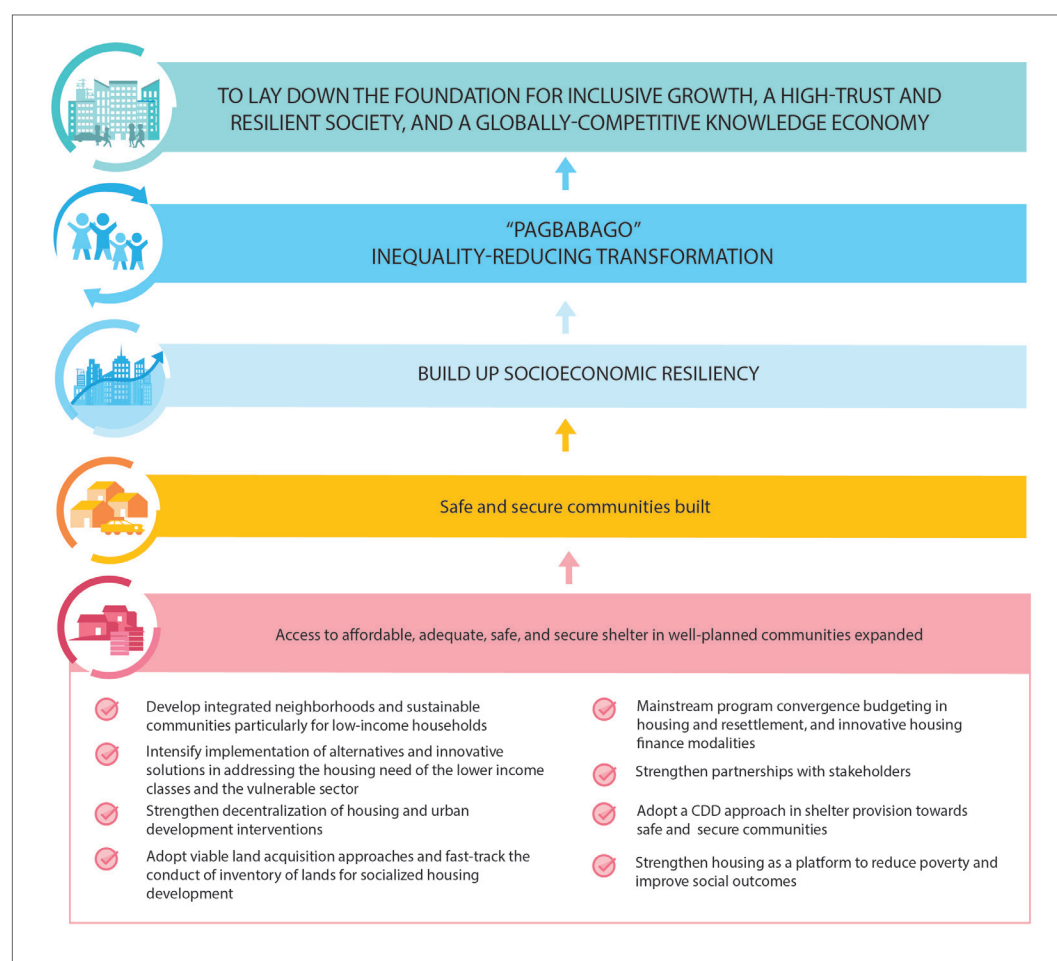 TO LAY DOWN THE FOUNDATION FOR INCLUSIVE GROWTH, A HIGH-TRUST AND
RESILIENT SOCIETY, AND A GLOBALLY-COMPETITIVE KNOWLEDGE ECONOMY
“PAGBABAGO”
INEQUALITY-REDUCING TRANSFORMATION
BUILD UP SOCIOECONOMIC RESILIENCY
Safe and secure communities built
Access to affordable, adequate, safe, and secure shelter in well-planned communities expanded
Develop integrated neighborhoods and sustainable
communities particularly for low-income households
Intensify implementation of alternatives and innovative
solutions in addressing the housing need of the lower income
classes and the vulnerable sector
Strengthen decentralization of housing and urban
development interventions
Adopt viable land acquisition approaches and fast-track the
conduct of inventory of lands for socialized housing
development
Mainstream program convergence budgeting in
housing and resettlement, and innovative housing
finance modalities
Strengthen partnerships with stakeholders
Adopt a CDD approach in shelter provision towards
safe and secure communities
Strengthen housing as a platform to reduce poverty and
improve social outcomes